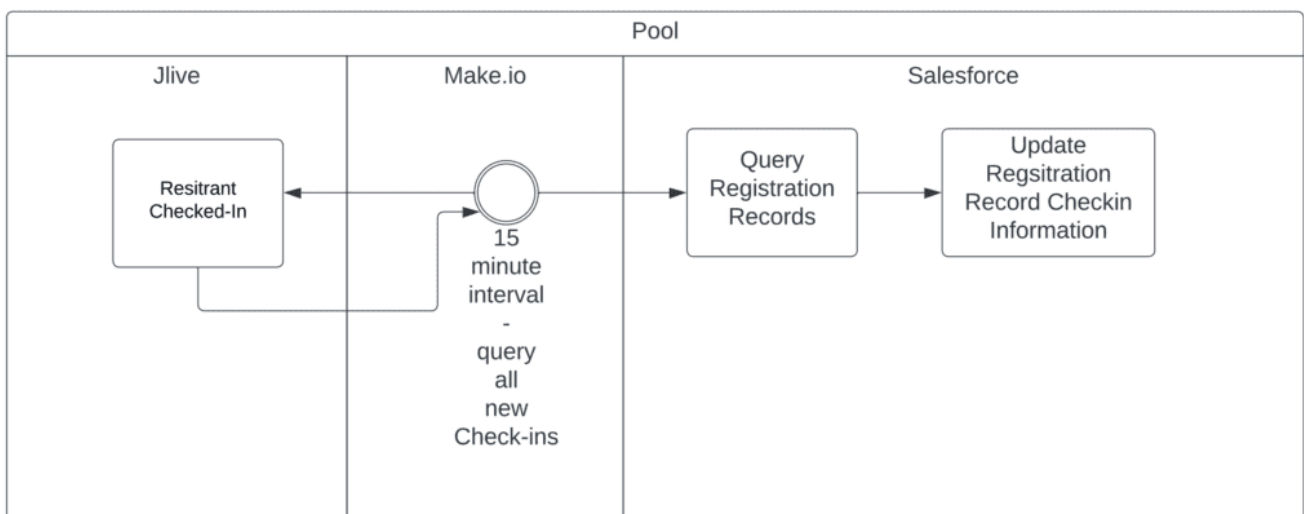 Pool
Jlive
Make.io
Salesforce
Resitrant
Checked-In
15
minute
interval
-
query
all
new
Check-ins
Query
Registration
Records
Update
Regsitration
Record Checkin
Information